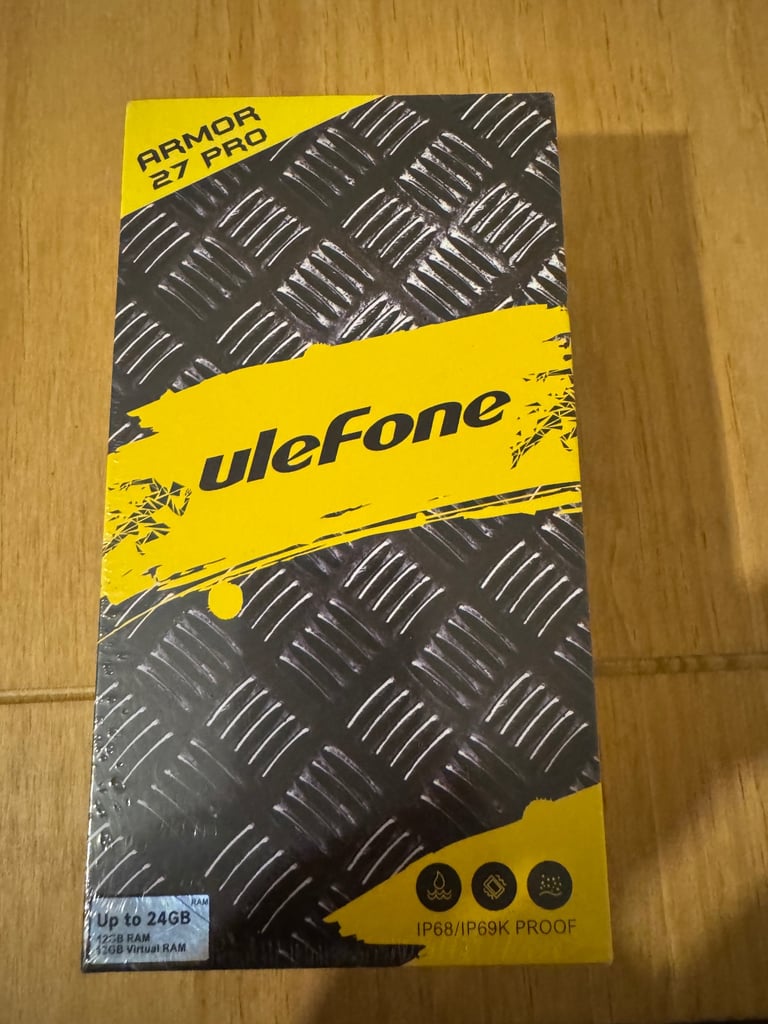 ARMOR
27 PRO
uleFone
RAM
Up to 24GB
12GB RAM
12GB Virtual RAM
IP68/IP69K PROOF